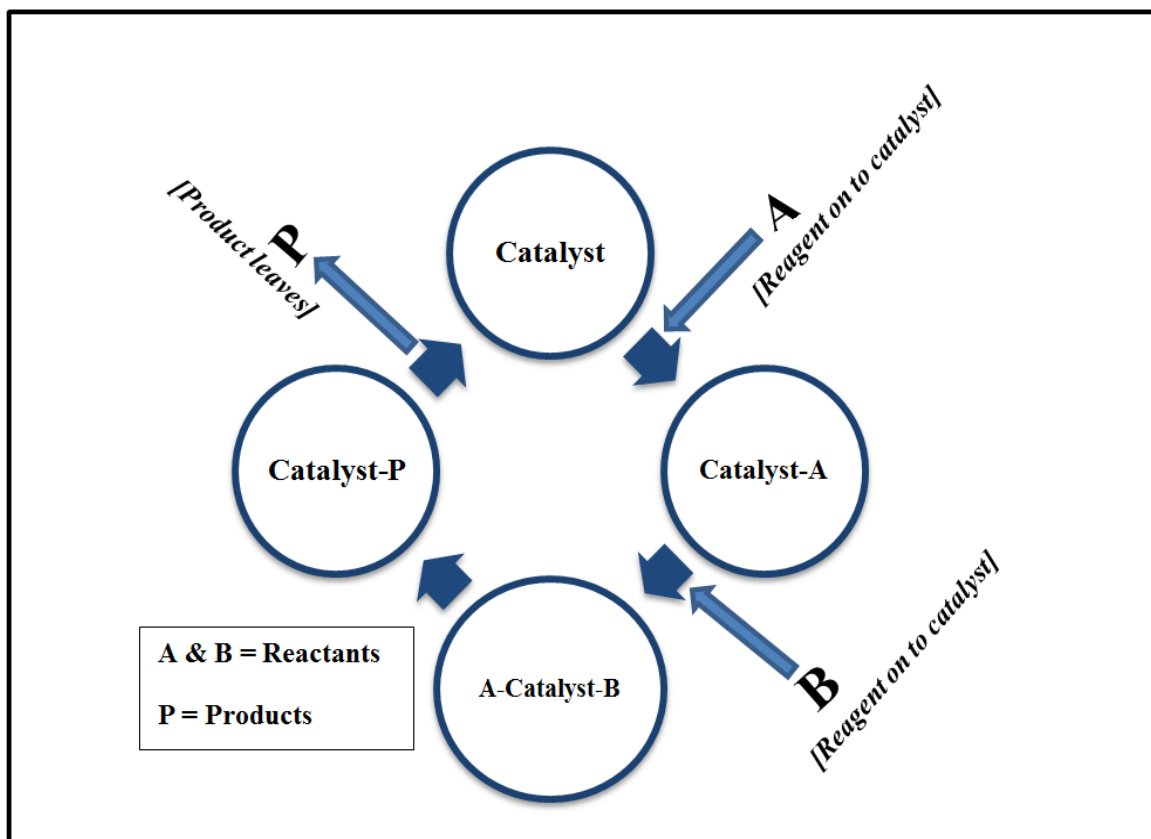 Catalyst
A
[Reagent on to catalyst]
Catalyst-A
B
[Reagent on to catalyst]
A-Catalyst-B
Catalyst-P
P
[Product leaves]
A & B = Reactants
P = Products